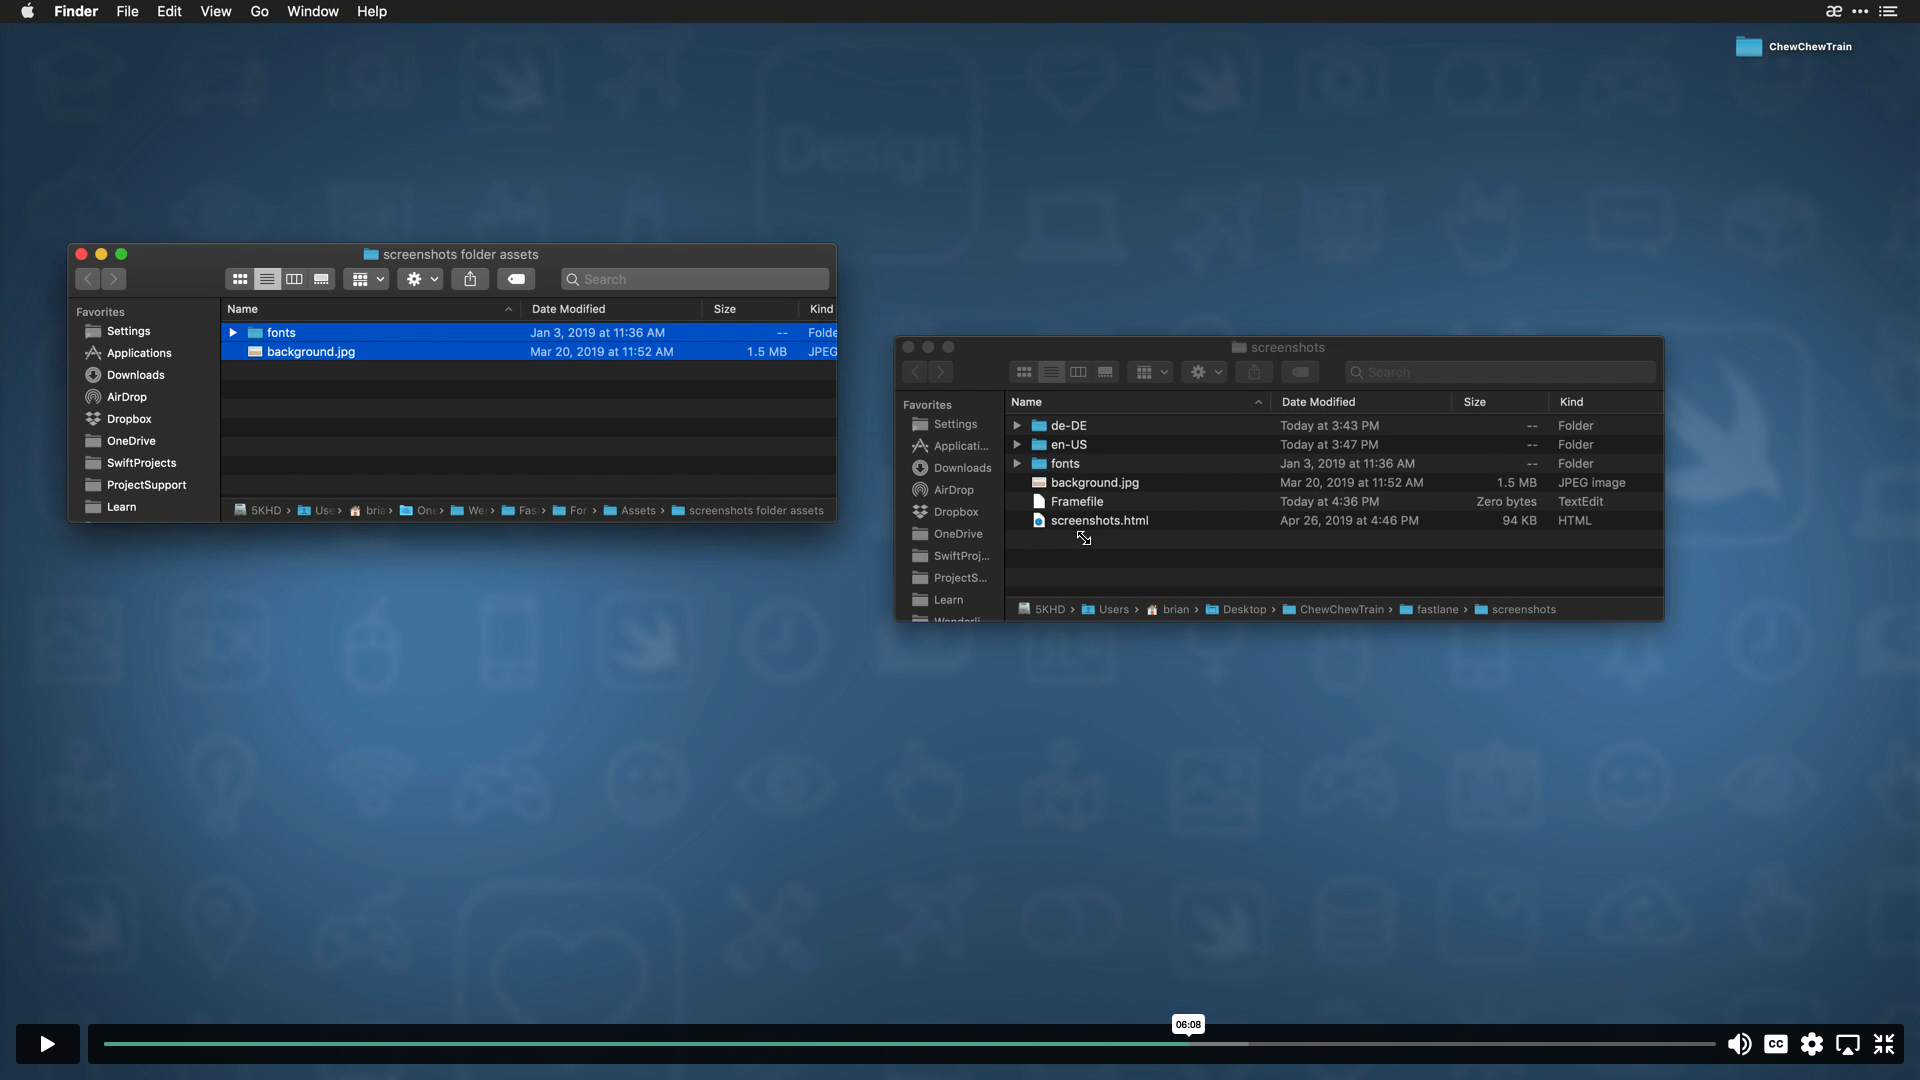 Finder File Edit View Go Window Help
ChewChewTrain
Design
screenshots folder assets
Search
Favorites
Settings
Applications
Downloads
AirDrop
Dropbox
OneDrive
SwiftProjects
ProjectSupport
Learn
Name Date Modified Size Kind
fonts Jan 3, 2019 at 11:36 AM -- Folde
background.jpg Mar 20, 2019 at 11:52 AM 1.5 MB JPEG
5KHD › Use › bria › On › We › Fas › For › Assets › screenshots folder assets
screenshots
Search
Favorites
Settings
Applicati...
Downloads
AirDrop
Dropbox
OneDrive
SwiftProj...
ProjectS...
Learn
Name Date Modified Size Kind
de-DE Today at 3:43 PM -- Folder
en-US Today at 3:47 PM -- Folder
fonts Jan 3, 2019 at 11:36 AM -- Folder
background.jpg Mar 20, 2019 at 11:52 AM 1.5 MB JPEG image
Framefile Today at 4:36 PM Zero bytes TextEdit
screenshots.html Apr 26, 2019 at 4:46 PM 94 KB HTML
5KHD › Users › brian › Desktop › ChewChewTrain › fastlane › screenshots
06:08
CC